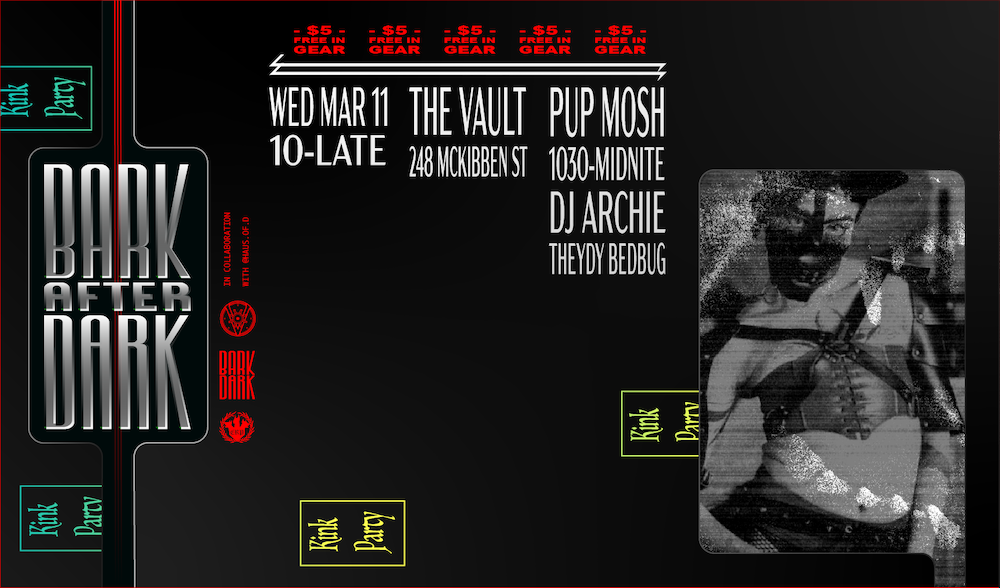 - $5 -
FREE IN
GEAR
- $5 -
FREE IN
GEAR
- $5 -
FREE IN
GEAR
- $5 -
FREE IN
GEAR
- $5 -
FREE IN
GEAR
WED MAR 11
10-LATE
THE VAULT
248 MCKIBBEN ST
PUP MOSH
1030-MIDNITE
DJ ARCHIE
THEYDY BEDBUG
Kink
Party
BARK
AFTER
DARK
IN COLLABORATION
WITH @HAUS.OF.D
BARK
DARK
Kink
Party
Kink
Party
Kink
Party